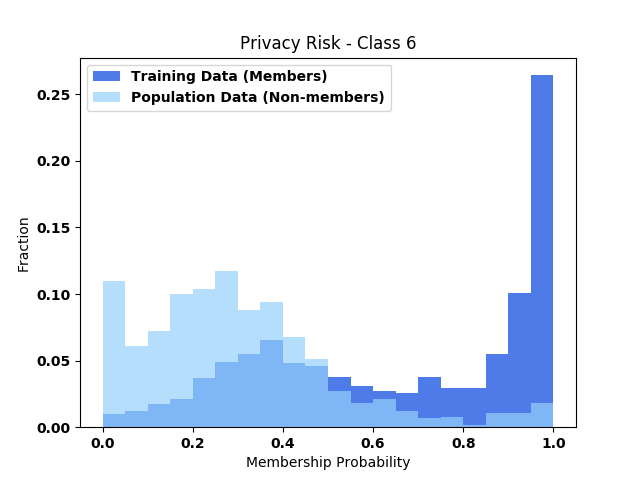 Privacy Risk - Class 6
Training Data (Members)
Population Data (Non-members)
0.25
0.20
0.15
0.10
0.05
0.00
Fraction
0.0 0.2 0.4 0.6 0.8 1.0
Membership Probability